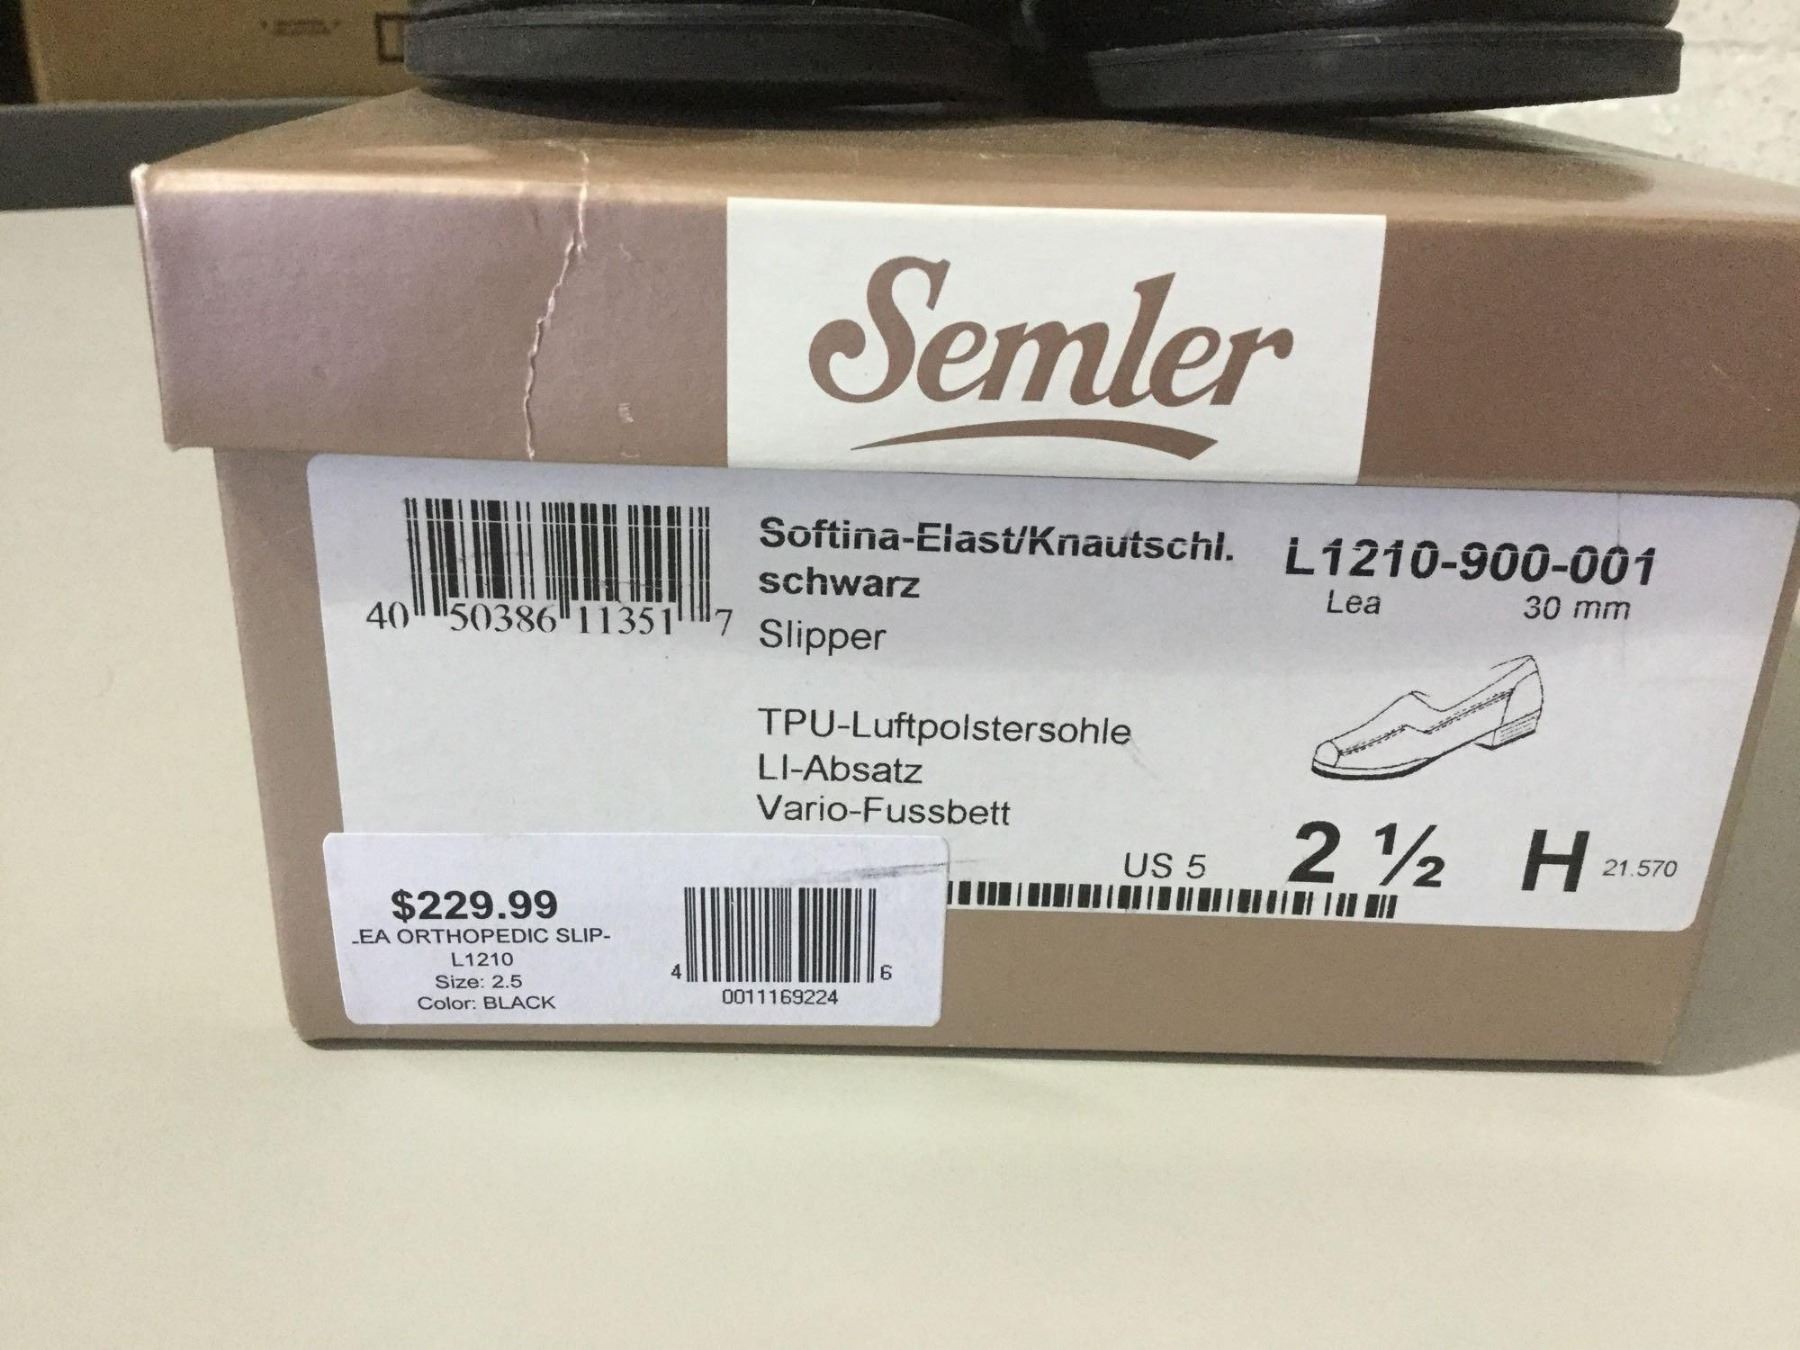 Semler
Softina-Elast/Knautschl.
schwarz
Slipper
L1210-900-001
Lea 30 mm
40 50386 11351 7
TPU-Luftpolstersohle
LI-Absatz
Vario-Fussbett
US 5 2 ½ H 21.570
$229.99
LEA ORTHOPEDIC SLIP-
L1210
Size: 2.5
Color: BLACK
4 0011169224 6